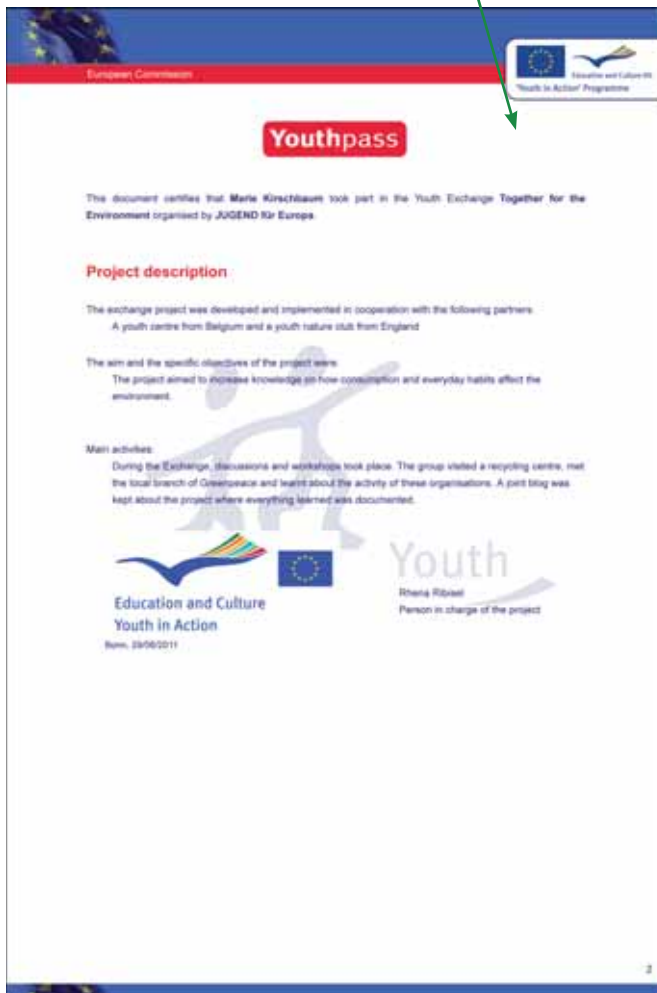 European Commission
Education and Culture DG
'Youth in Action' Programme
Youthpass
This document certifies that Marie Kirschbaum took part in the Youth Exchange Together for the
Environment organised by JUGEND für Europa.
Project description
The exchange project was developed and implemented in cooperation with the following partners:
A youth centre from Belgium and a youth nature club from England
The aim and the specific objectives of the project were:
The project aimed to increase knowledge on how consumption and everyday habits affect the
environment.
Main activities:
During the Exchange, discussions and workshops took place. The group visited a recycling centre, met
the local branch of Greenpeace and learnt about the activity of these organisations. A joint blog was
kept about the project where everything learned was documented.
Youth
Education and Culture
Youth in Action
Rhena Ribisel
Person in charge of the project
Bonn, 29/06/2011
2